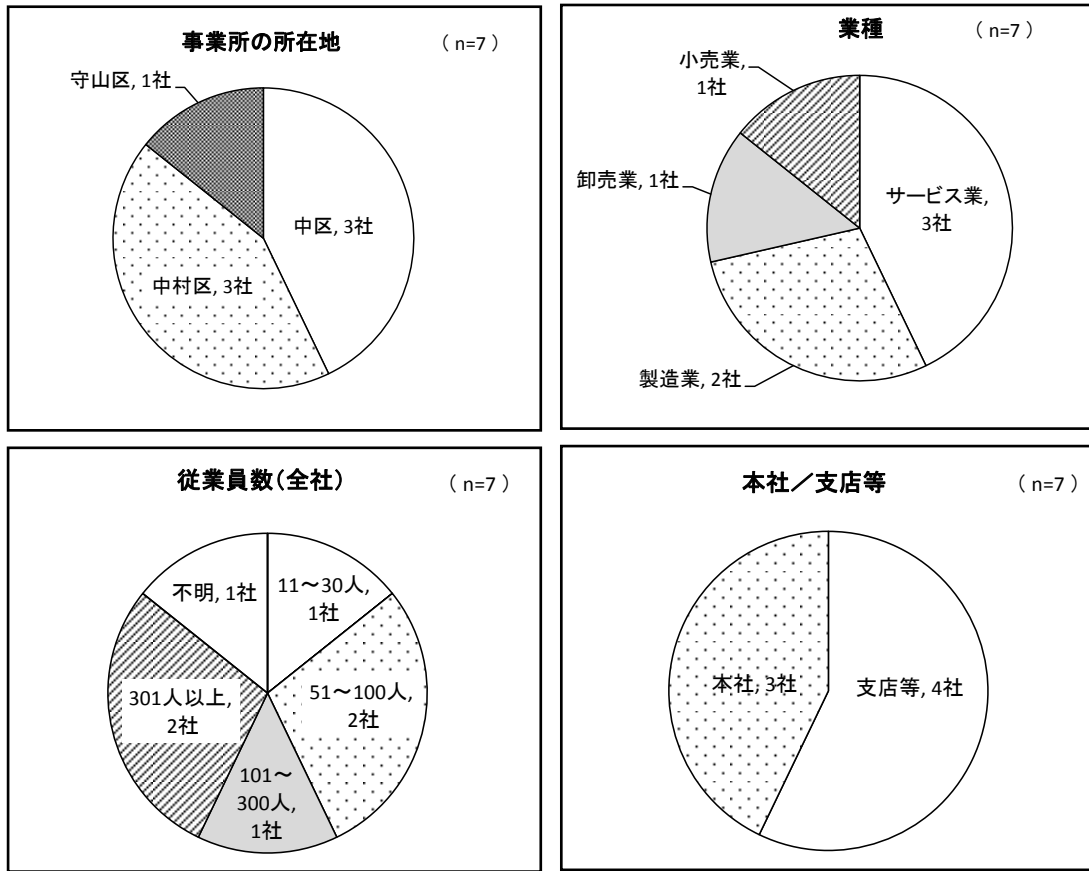 事業所の所在地
（ n=7 ）
守山区, 1社
中区, 3社
中村区, 3社
業種
（ n=7 ）
小売業,
1社
卸売業, 1社
サービス業,
3社
製造業, 2社
従業員数（全社）
（ n=7 ）
不明, 1社
11～30人,
1社
301人以上,
2社
51～100人,
2社
101～
300人,
1社
本社／支店等
（ n=7 ）
本社, 3社
支店等, 4社